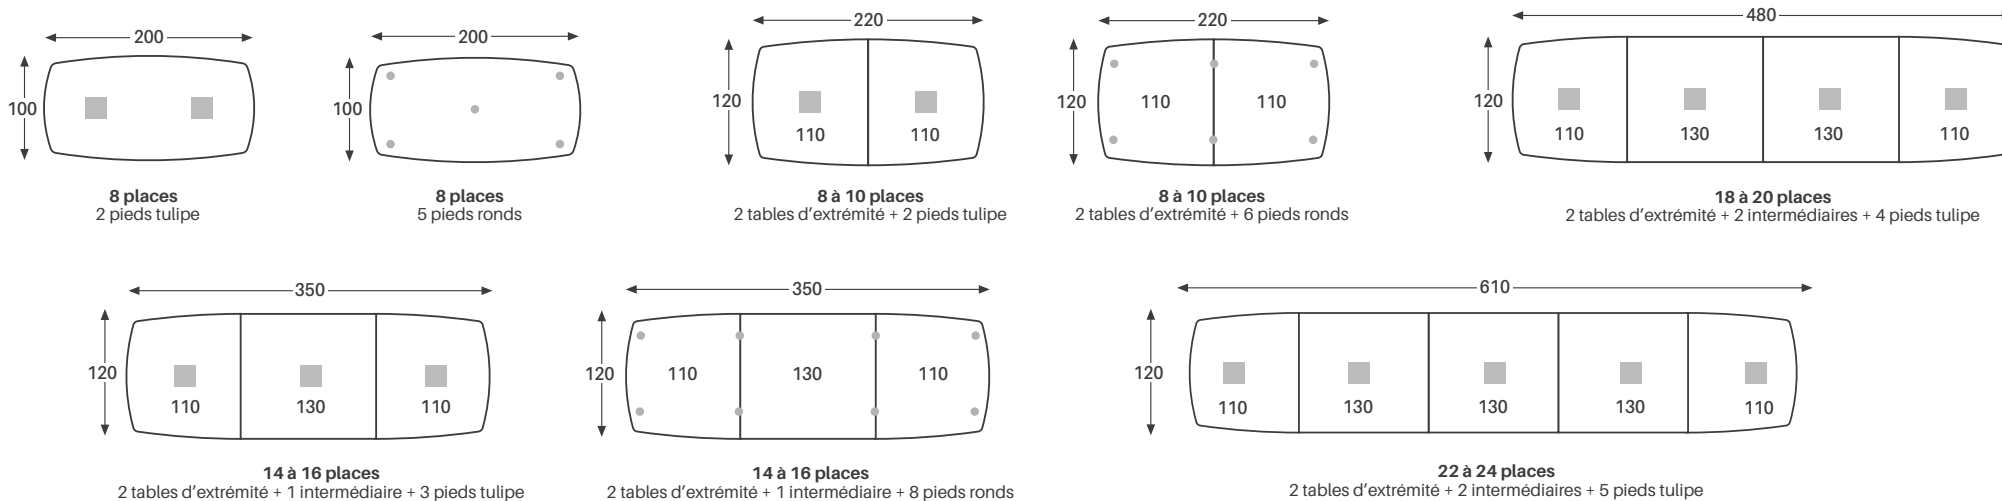 200
100
8 places
2 pieds tulipe
200
100
8 places
5 pieds ronds
220
120
110
110
8 à 10 places
2 tables d'extrémité + 2 pieds tulipe
220
120
110
110
8 à 10 places
2 tables d'extrémité + 6 pieds ronds
480
120
110
130
130
110
18 à 20 places
2 tables d'extrémité + 2 intermédiaires + 4 pieds tulipe
350
120
110
130
110
14 à 16 places
2 tables d'extrémité + 1 intermédiaire + 3 pieds tulipe
350
120
110
130
110
14 à 16 places
2 tables d'extrémité + 1 intermédiaire + 8 pieds ronds
610
120
110
130
130
130
110
22 à 24 places
2 tables d'extrémité + 2 intermédiaires + 5 pieds tulipe